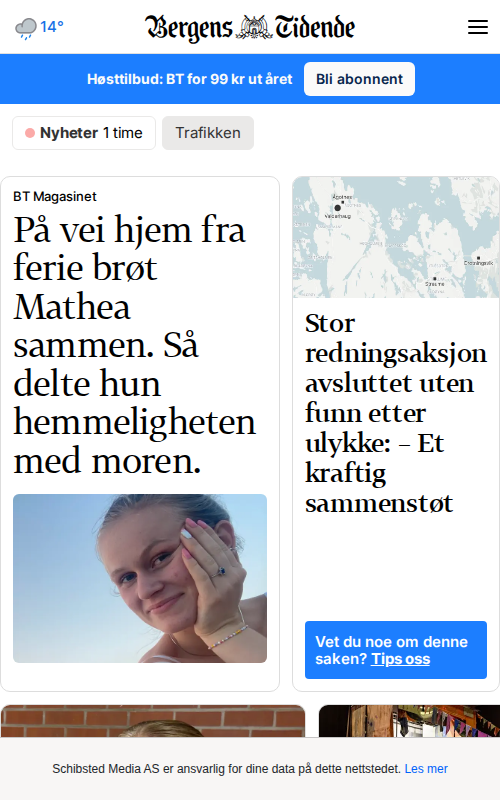 14°
Bergens Tidende
Høsttilbud: BT for 99 kr ut året
Bli abonnent
Nyheter 1 time
Trafikken
BT Magasinet
På vei hjem fra
ferie brøt
Mathea
sammen. Så
delte hun
hemmeligheten
med moren.
Ågotnes
Valderhaug
Straume
Stor
redningsaksjon
avsluttet uten
funn etter
ulykke: – Et
kraftig
sammenstøt
Vet du noe om denne
saken? Tips oss
Schibsted Media AS er ansvarlig for dine data på dette nettstedet. Les mer